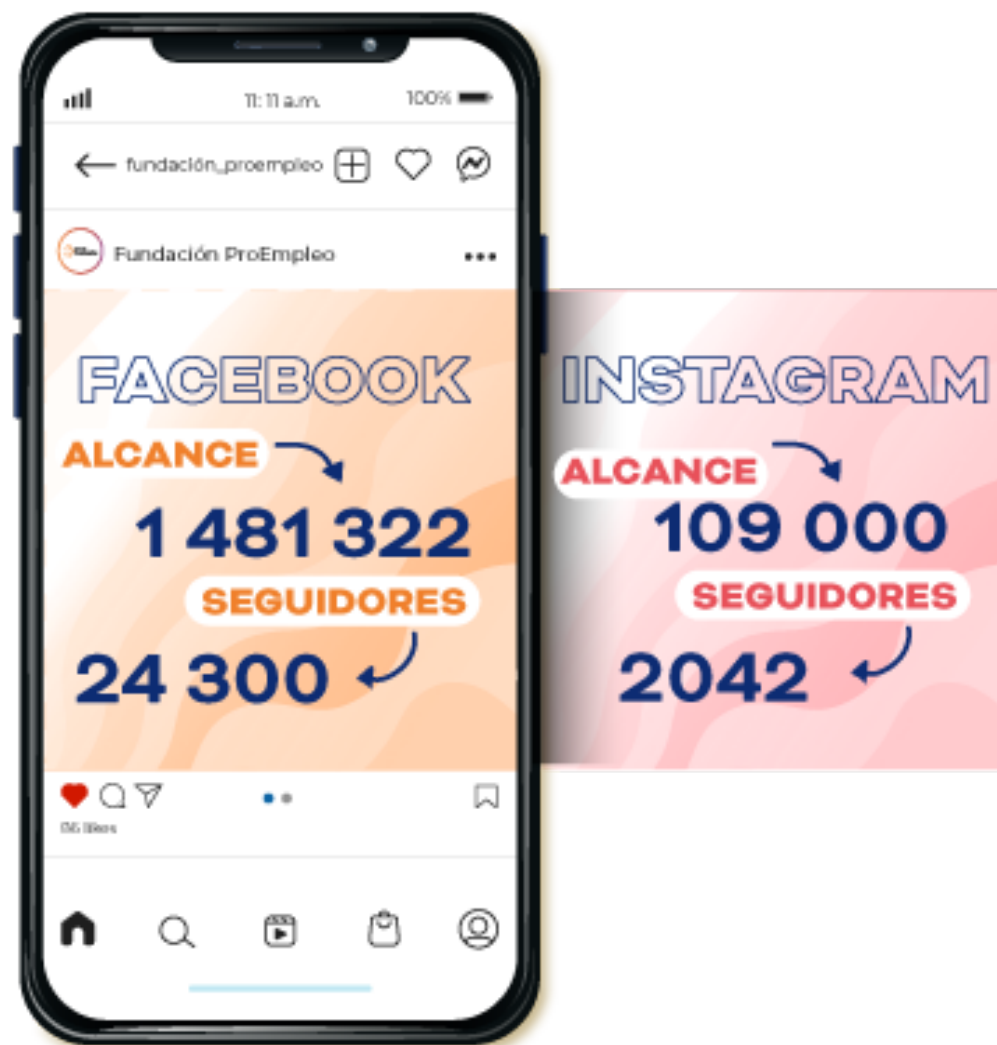 11:11 a.m.
100%
fundación_proempleo
Fundación ProEmpleo
FACEBOOK
ALCANCE
1 481 322
SEGUIDORES
24 300
INSTAGRAM
ALCANCE
109 000
SEGUIDORES
2042
likes